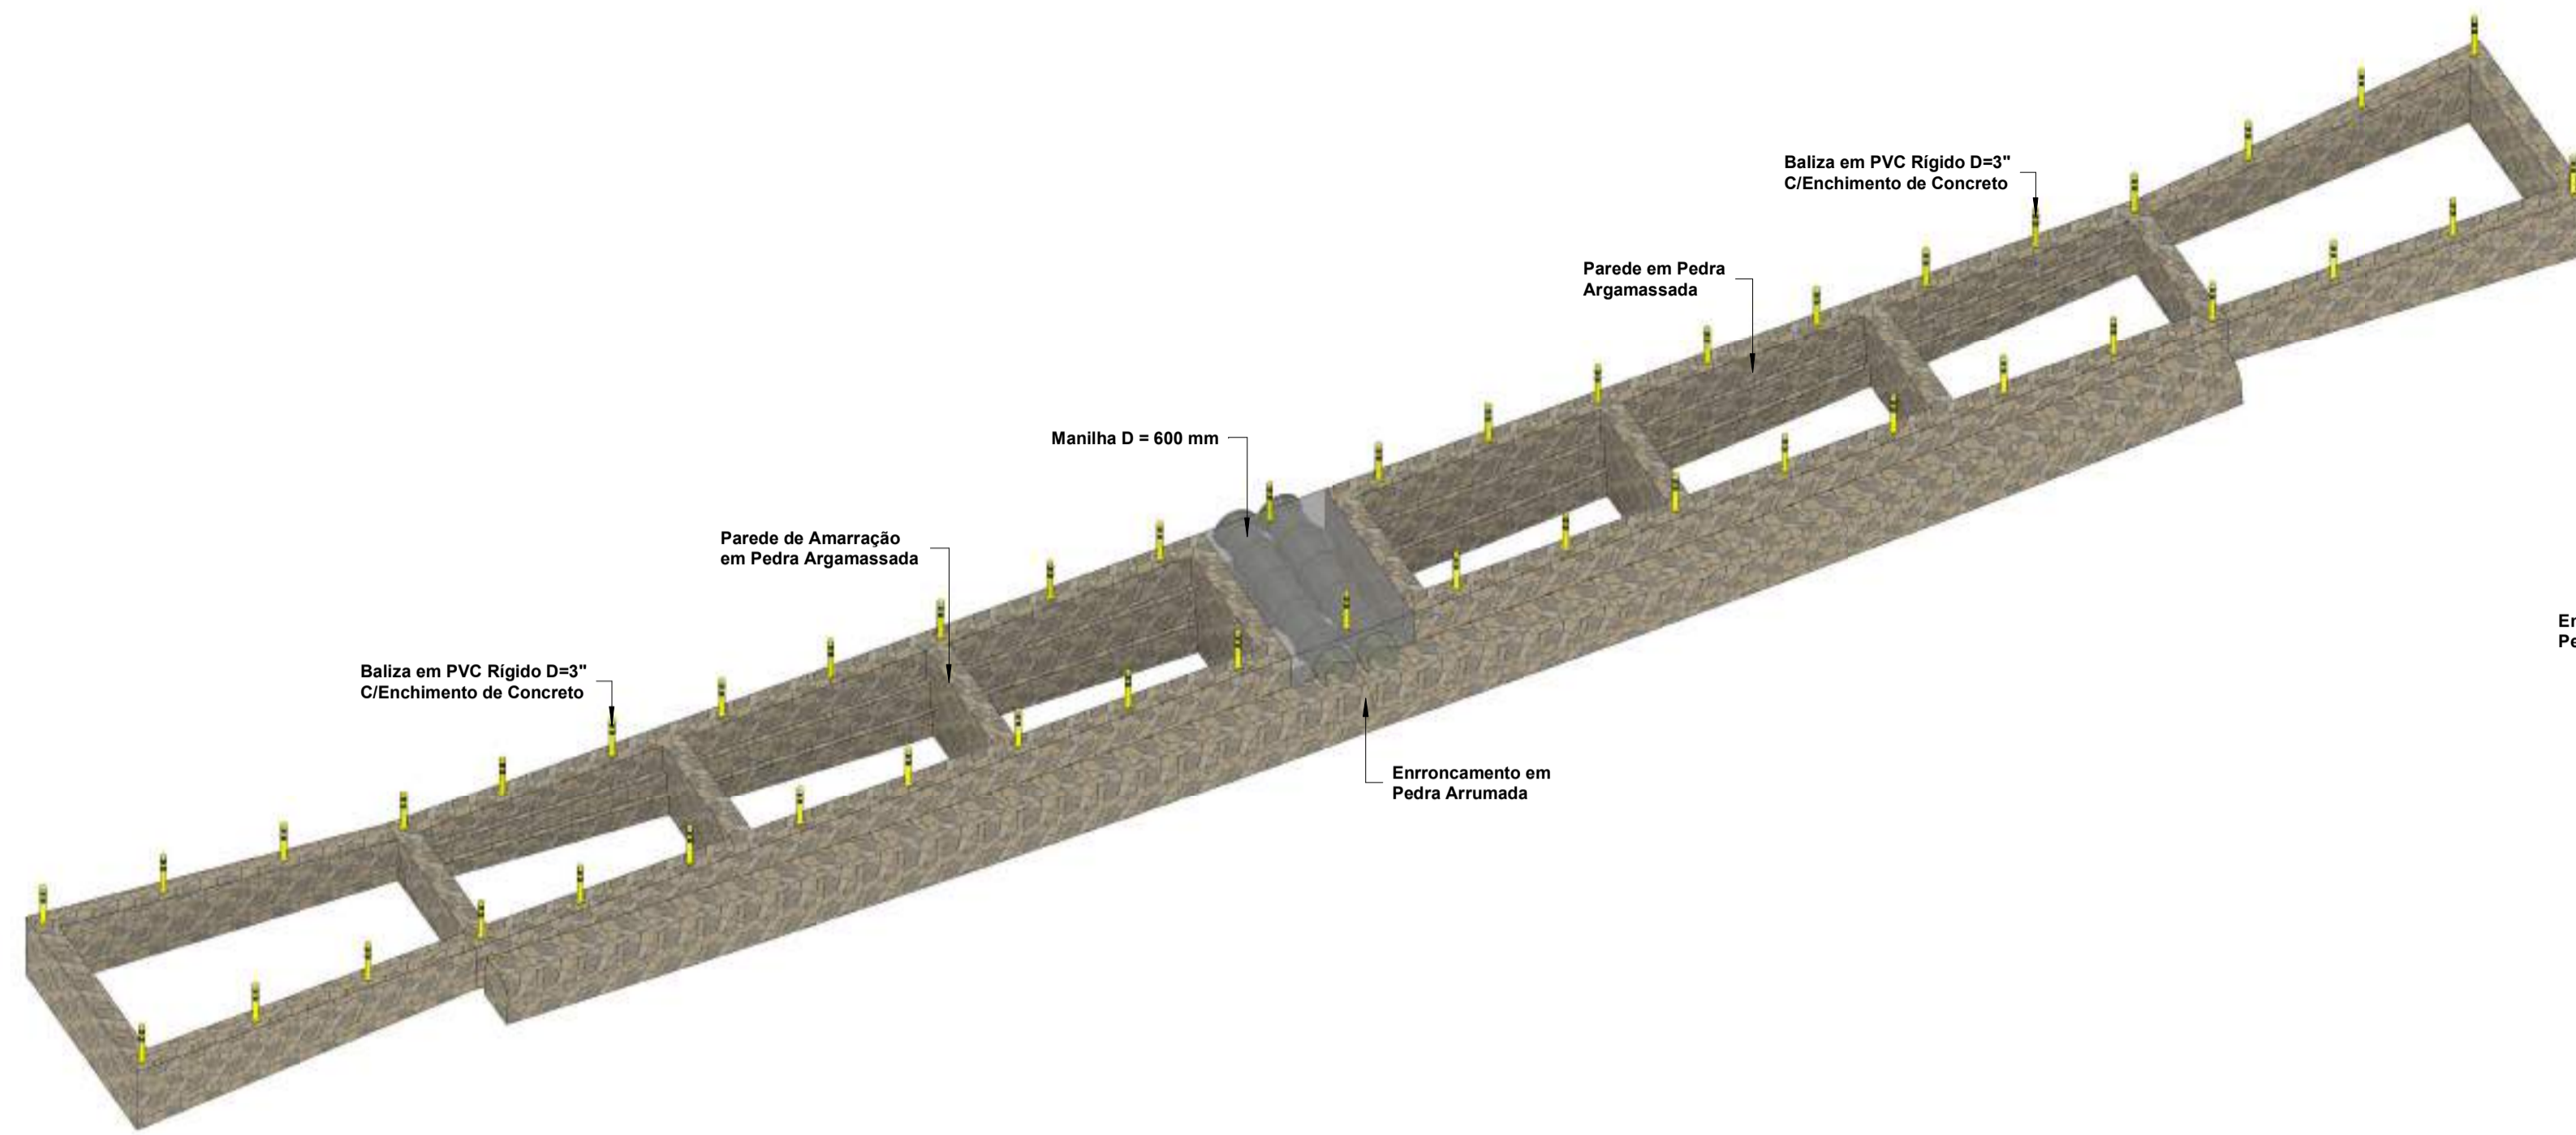 Baliza em PVC Rígido D=3"
C/Enchimento de Concreto
Parede em Pedra
Argamassada
Manilha D = 600 mm
Parede de Amarração
em Pedra Argamassada
Baliza em PVC Rígido D=3"
C/Enchimento de Concreto
Enrroncamento em
Pedra Arrumada